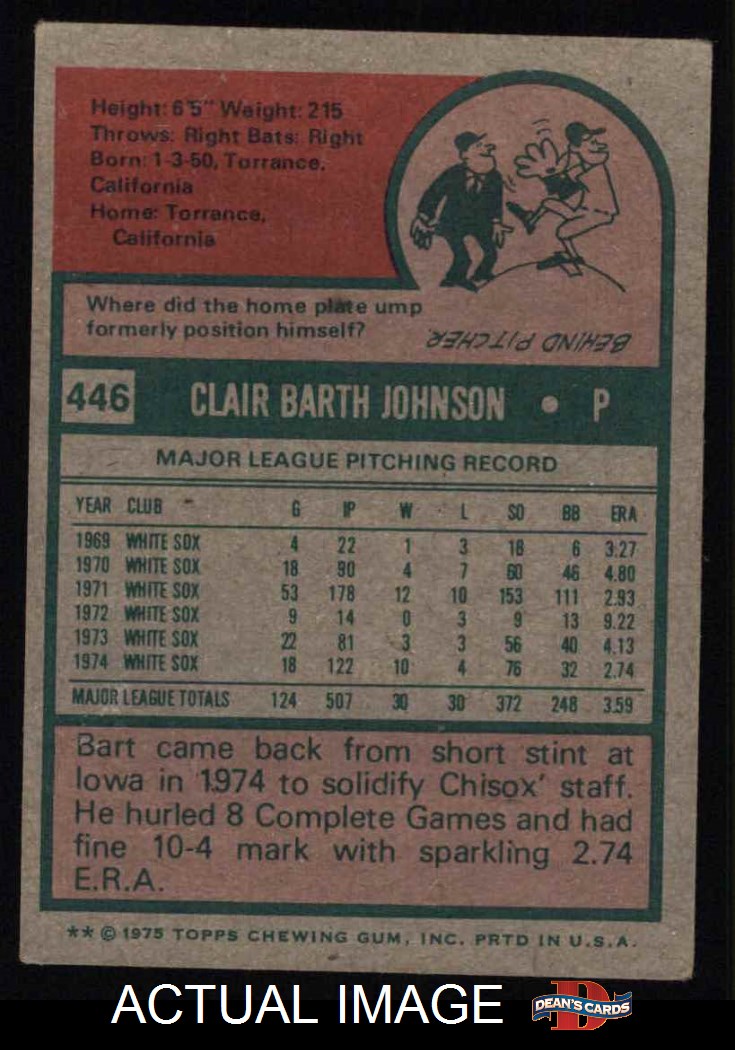 Height: 6'5" Weight: 215
Throws: Right Bats: Right
Born: 1-3-50, Torrance,
California
Home: Torrance,
California
Where did the home plate ump
formerly position himself?
BEHIND PITCHER.
446 CLAIR BARTH JOHNSON • P
MAJOR LEAGUE PITCHING RECORD
YEAR CLUB G IP W L SO BB ERA
1969 WHITE SOX 4 22 1 3 18 6 3.27
1970 WHITE SOX 18 90 4 7 60 46 4.80
1971 WHITE SOX 53 178 12 10 153 111 2.93
1972 WHITE SOX 9 14 0 3 9 13 9.22
1973 WHITE SOX 22 81 3 3 56 40 4.13
1974 WHITE SOX 18 122 10 4 76 32 2.74
MAJOR LEAGUE TOTALS 124 507 30 30 372 248 3.59
Bart came back from short stint at
Iowa in 1974 to solidify Chisox' staff.
He hurled 8 Complete Games and had
fine 10-4 mark with sparkling 2.74
E.R.A.
** © 1975 TOPPS CHEWING GUM, INC. PRTD IN U.S.A.
ACTUAL IMAGE D DEAN'S CARDS